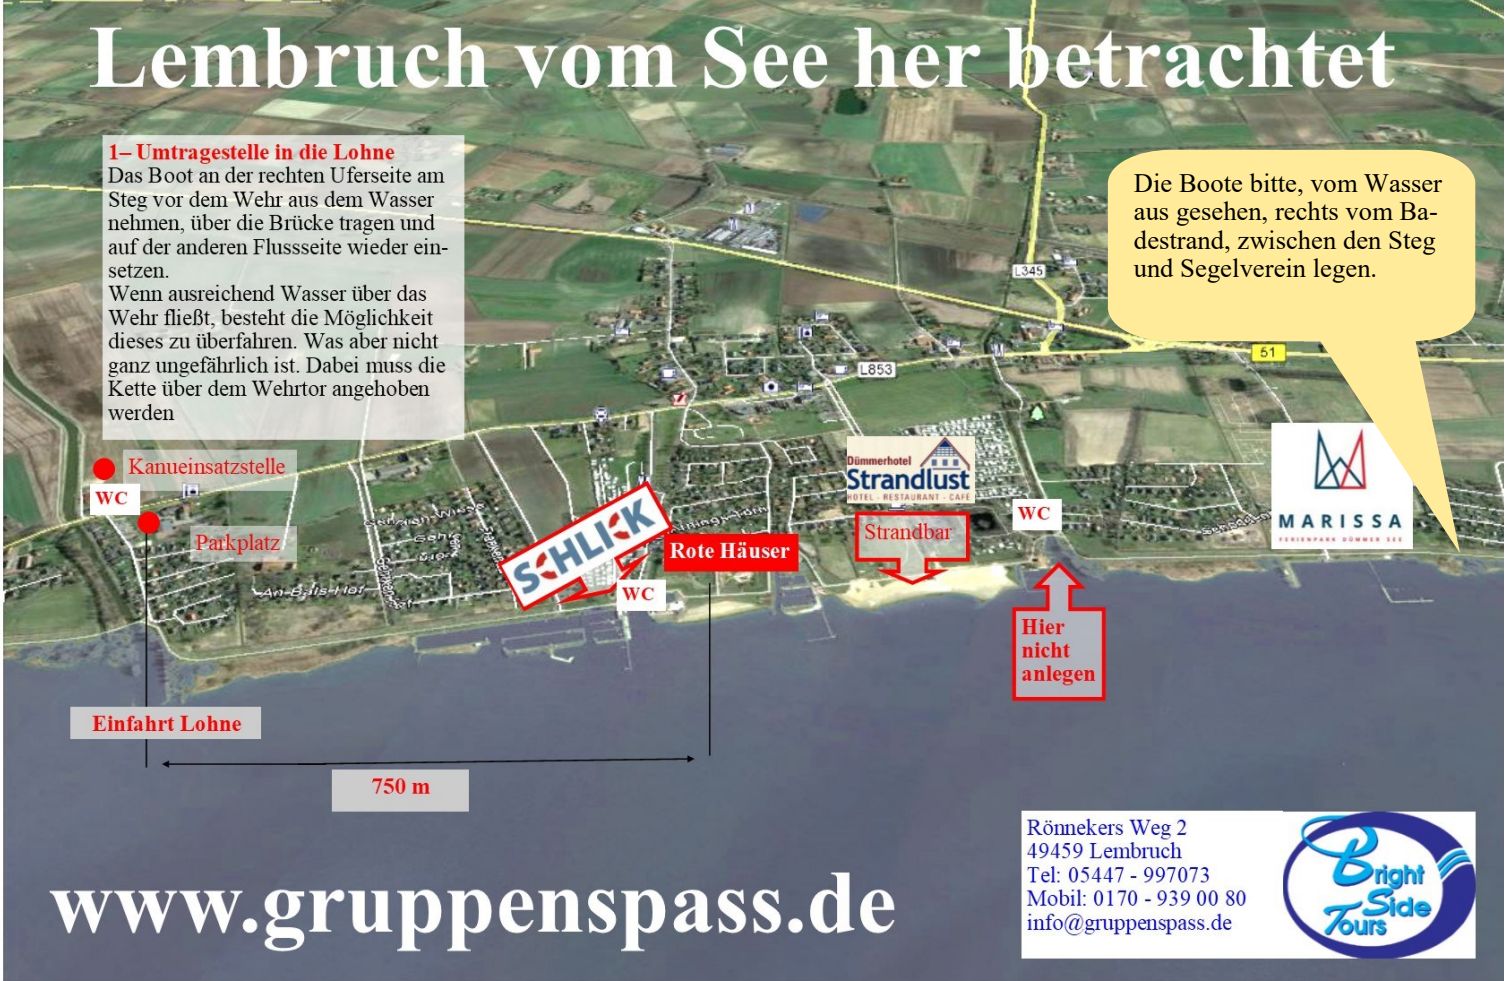 Lembruch vom See her betrachtet
1– Umtragestelle in die Lohne
Das Boot an der rechten Uferseite am
Steg vor dem Wehr aus dem Wasser
nehmen, über die Brücke tragen und
auf der anderen Flussseite wieder ein-
setzen.
Wenn ausreichend Wasser über das
Wehr fließt, besteht die Möglichkeit
dieses zu überfahren. Was aber nicht
ganz ungefährlich ist. Dabei muss die
Kette über dem Wehrtor angehoben
werden
Die Boote bitte, vom Wasser
aus gesehen, rechts vom Ba-
destrand, zwischen den Steg
und Segelverein legen.
L345
51
L853
Kanueinsatzstelle
WC
Parkplatz
An-Bals-Hof
SCHLICK
WC
Rote Häuser
Dümmerhotel
Strandlust
HOTEL - RESTAURANT - CAFÉ
Strandbar
WC
MARISSA
FERIENPARK DÜMMER SEE
Hier
nicht
anlegen
Einfahrt Lohne
750 m
www.gruppenspass.de
Rönnekers Weg 2
49459 Lembruch
Tel: 05447 - 997073
Mobil: 0170 - 939 00 80
info@gruppenspass.de
Bright
Side
Tours